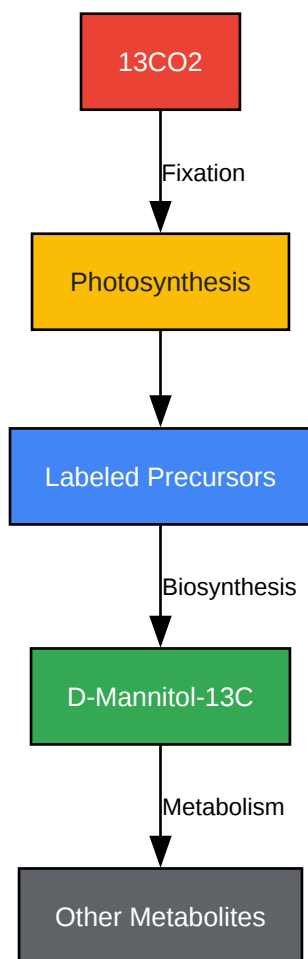 13CO2
Fixation
Photosynthesis
Labeled Precursors
Biosynthesis
D-Mannitol-13C
Metabolism
Other Metabolites